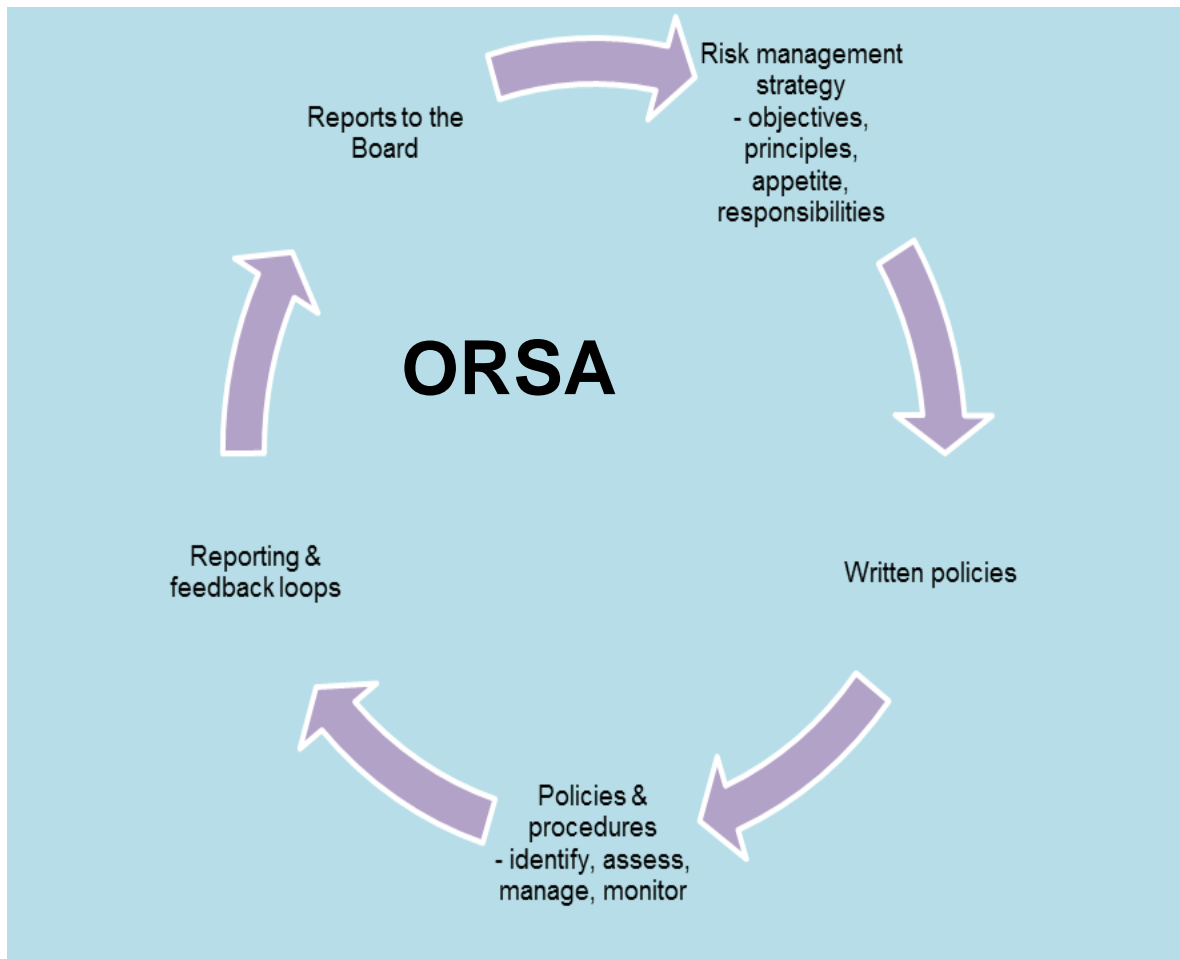 Reports to the
Board
Risk management
strategy
- objectives,
principles,
appetite,
responsibilities
ORSA
Written policies
Reporting &
feedback loops
Policies &
procedures
- identify, assess,
manage, monitor